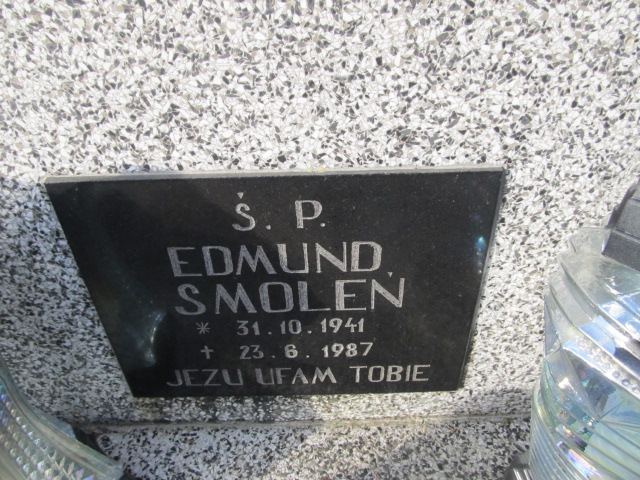 Ś. P.
EDMUND
SMOLEŃ
* 31.10.1941
+ 23.6.1987
JEZU UFAM TOBIE